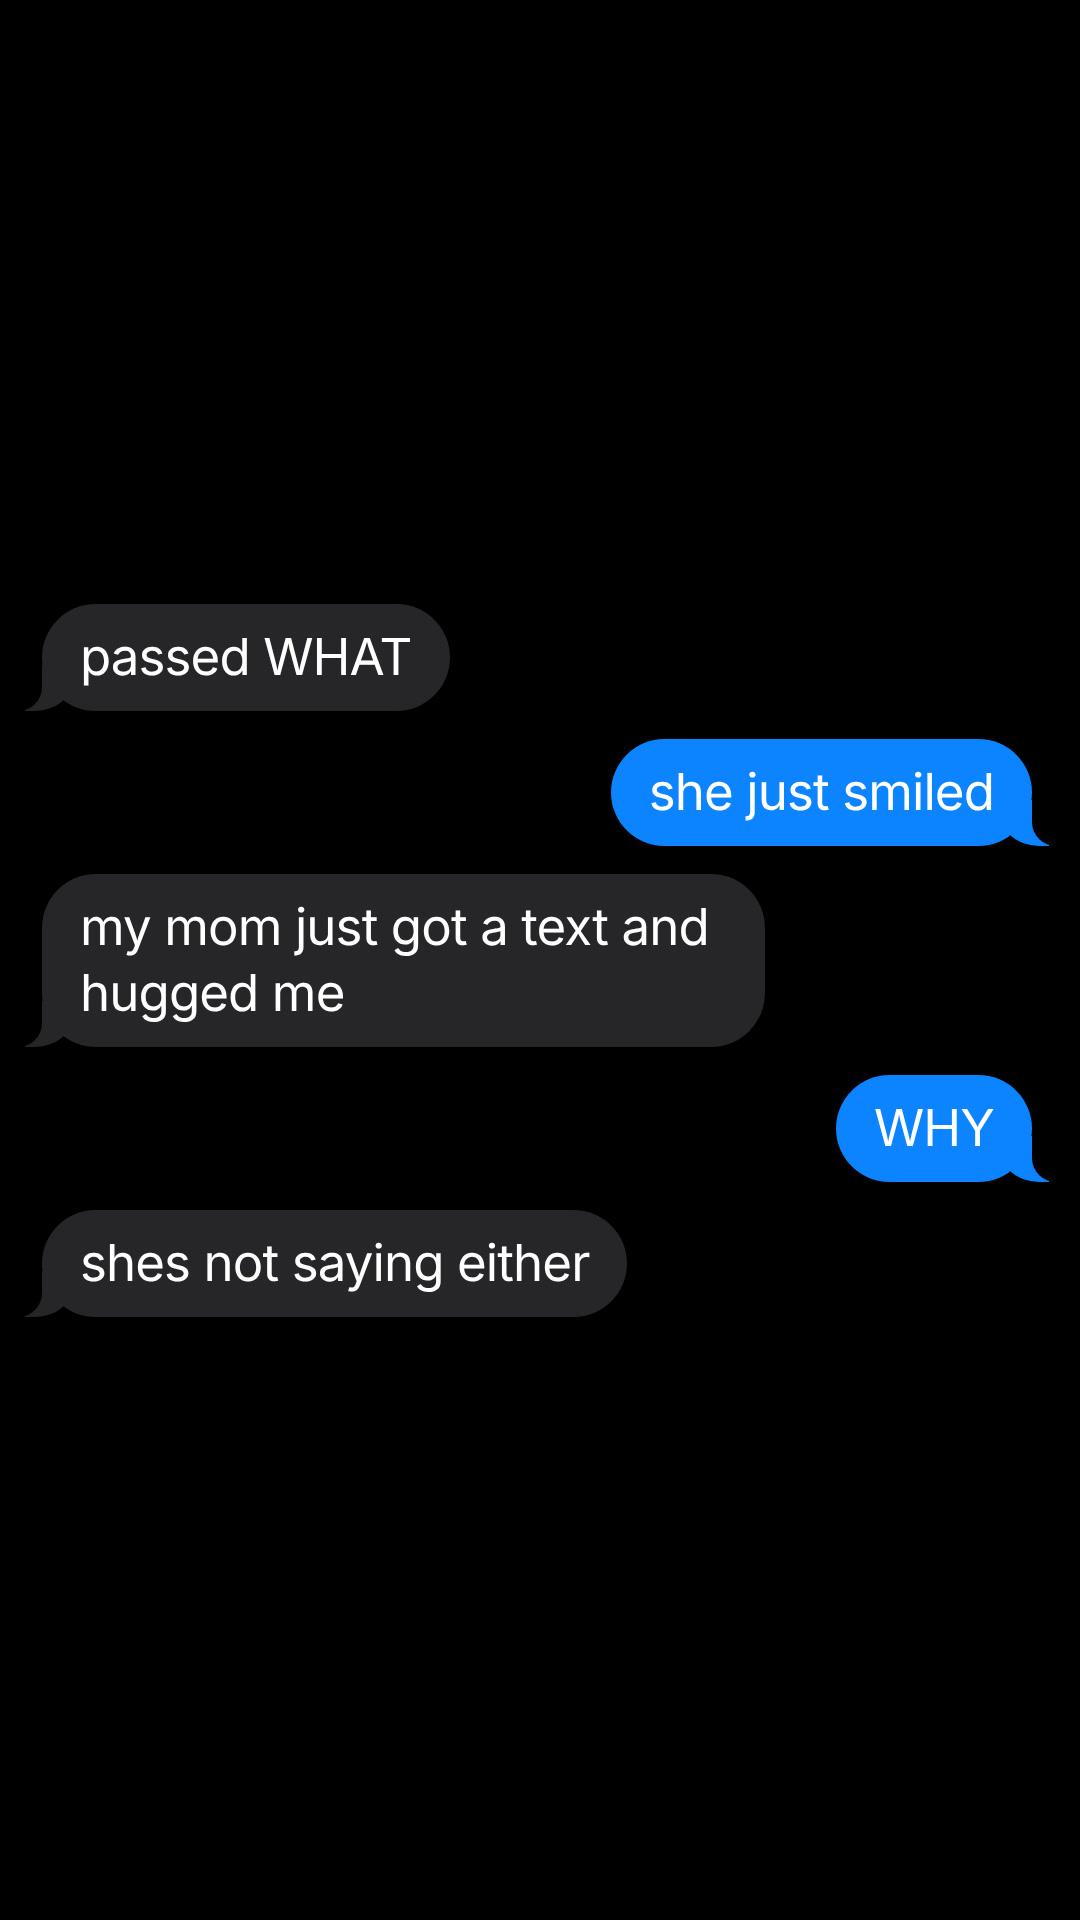 passed WHAT
she just smiled
my mom just got a text and
hugged me
WHY
shes not saying either